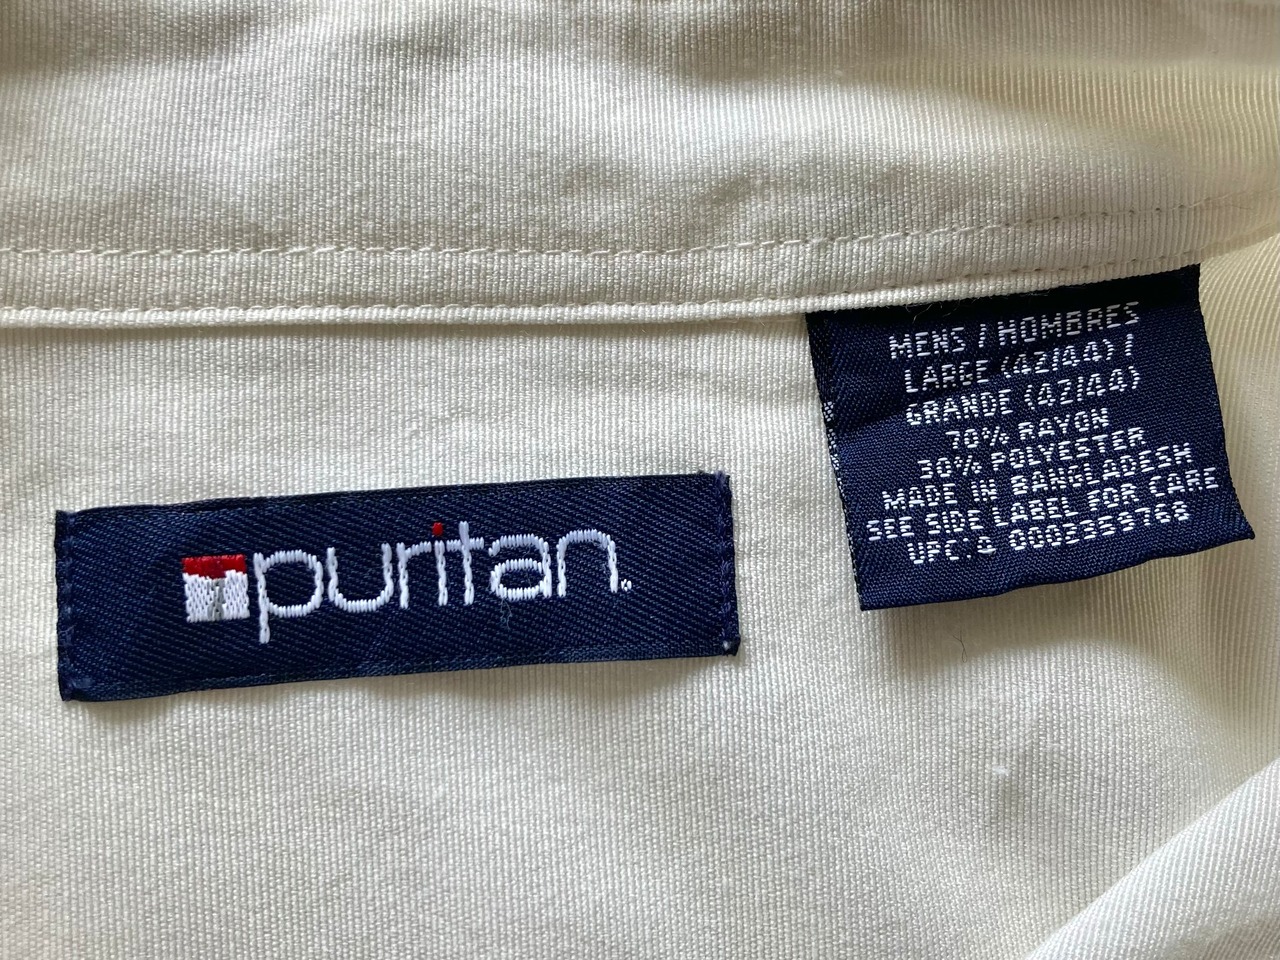 puritan®
MENS / HOMBRES
LARGE (42/44) /
GRANDE (42/44)
70% RAYON
30% POLYESTER
MADE IN BANGLADESH
SEE SIDE LABEL FOR CARE
UPC: 4 0002359768